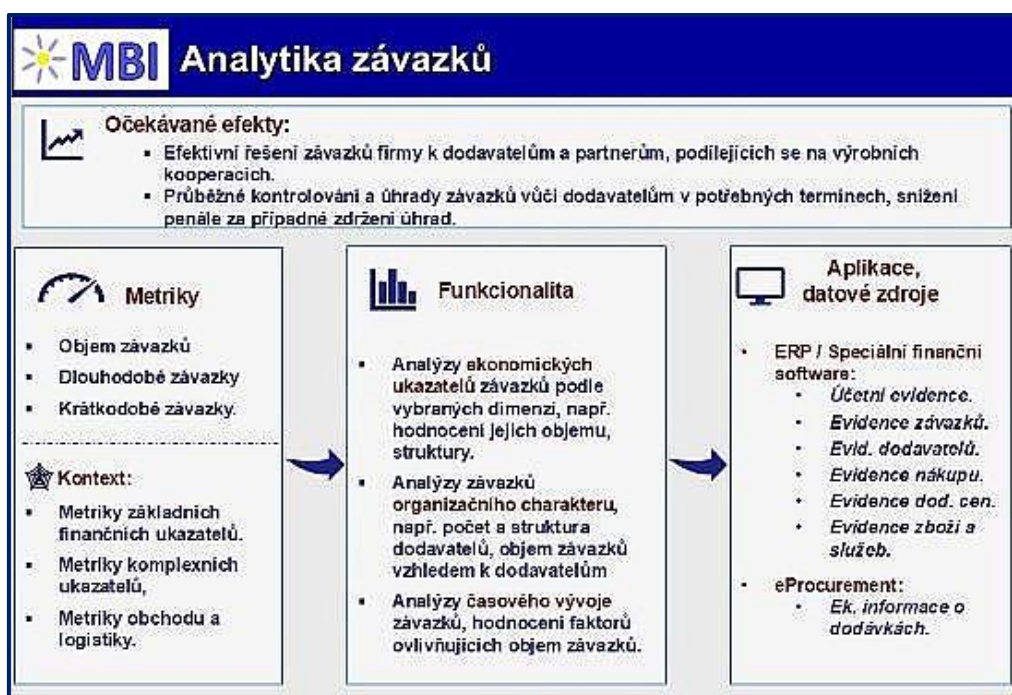 MBI Analytika závazků
Očekávané efekty:
▪ Efektivní řešení závazků firmy k dodavatelům a partnerům, podílejících se na výrobních
kooperacích.
▪ Průběžné kontrolování a úhrady závazků vůči dodavatelům v potřebných termínech, snížení
penále za případné zdržení úhrad.
Metriky
▪ Objem závazků
▪ Dlouhodobé závazky
▪ Krátkodobé závazky.
Kontext:
▪ Metriky základních
finančních ukazatelů.
▪ Metriky komplexních
ukazatelů,
▪ Metriky obchodu a
logistiky.
Funkcionalita
▪ Analýzy ekonomických
ukazatelů závazků podle
vybraných dimenzí, např.
hodnocení jejich objemu,
struktury.
▪ Analýzy závazků
organizačního charakteru,
např. počet a struktura
dodavatelů, objem závazků
vzhledem k dodavatelům
▪ Analýzy časového vývoje
závazků, hodnocení faktorů
ovlivňujících objem závazků.
Aplikace,
datové zdroje
• ERP / Speciální finanční
software:
• Účetní evidence.
• Evidence závazků.
• Evid. dodavatelů.
• Evidence nákupu.
• Evidence dod. cen.
• Evidence zboží a
služeb.
• eProcurement:
• Ek. informace o
dodávkách.